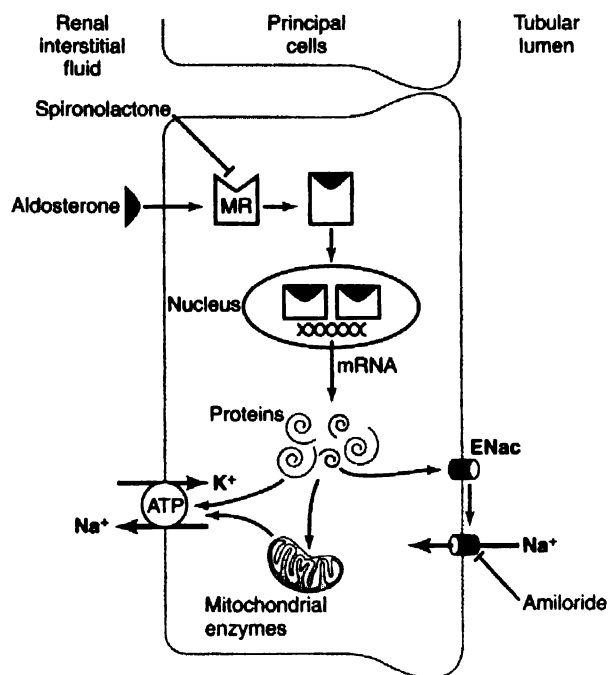 Renal
interstitial
fluid
Principal
cells
Tubular
lumen
Spironolactone
Aldosterone
MR
Nucleus
mRNA
Proteins
ENac
K⁺
ATP
Na⁺
Na⁺
Mitochondrial
enzymes
Amiloride